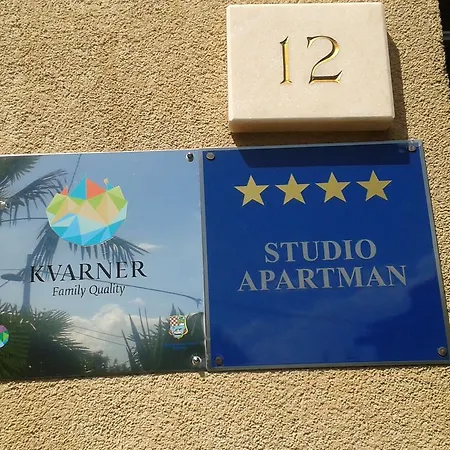 12
KVARNER
Family Quality
STUDIO
APARTMAN